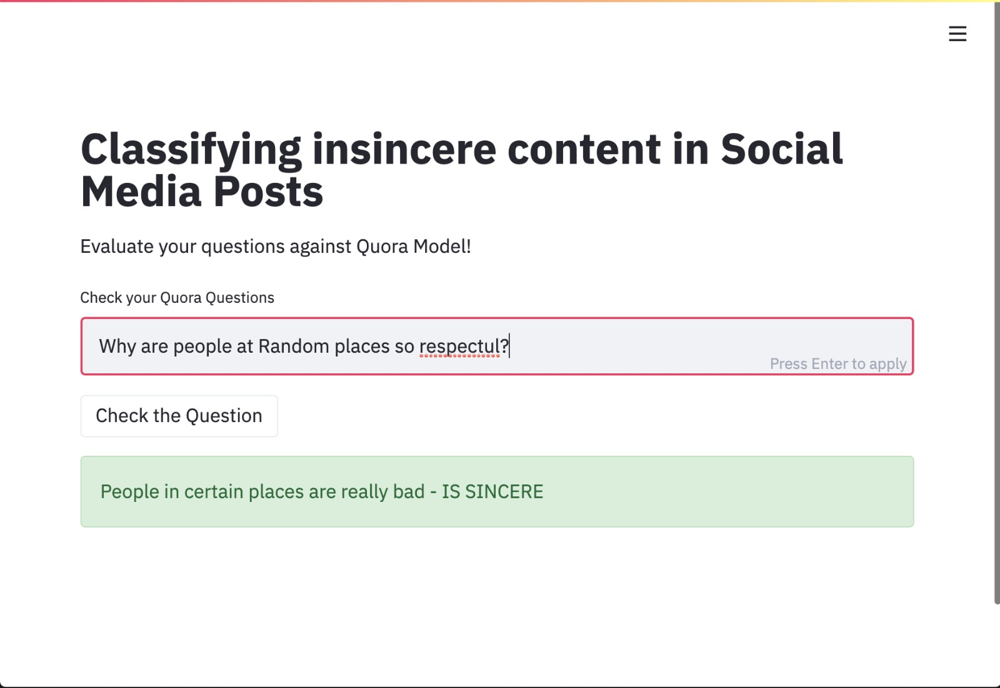 Classifying insincere content in Social
Media Posts
Evaluate your questions against Quora Model!
Check your Quora Questions
Why are people at Random places so respectul?
Press Enter to apply
Check the Question
People in certain places are really bad - IS SINCERE